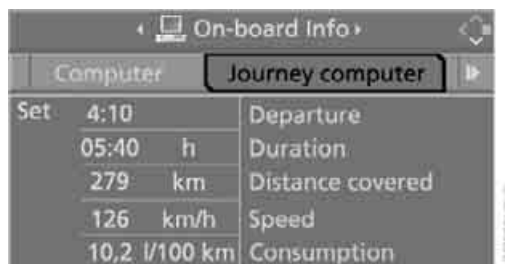 On-board Info
Computer Journey computer
Set 4:10 Departure
05:40 h Duration
279 km Distance covered
126 km/h Speed
10,2 l/100 km Consumption